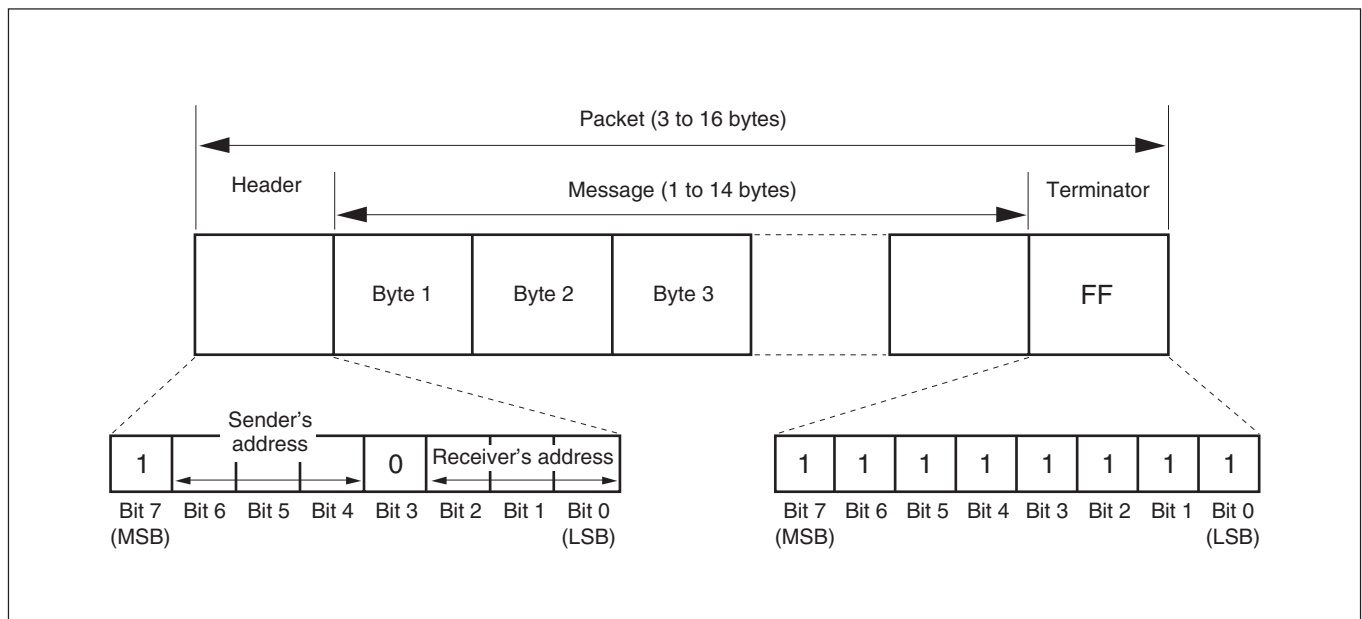 Packet (3 to 16 bytes)
Header
Message (1 to 14 bytes)
Terminator
Byte 1
Byte 2
Byte 3
FF
Sender's
address
1
0
Receiver's address
Bit 7
(MSB)
Bit 6
Bit 5
Bit 4
Bit 3
Bit 2
Bit 1
Bit 0
(LSB)
1 1 1 1 1 1 1 1
Bit 7
(MSB)
Bit 6
Bit 5
Bit 4
Bit 3
Bit 2
Bit 1
Bit 0
(LSB)